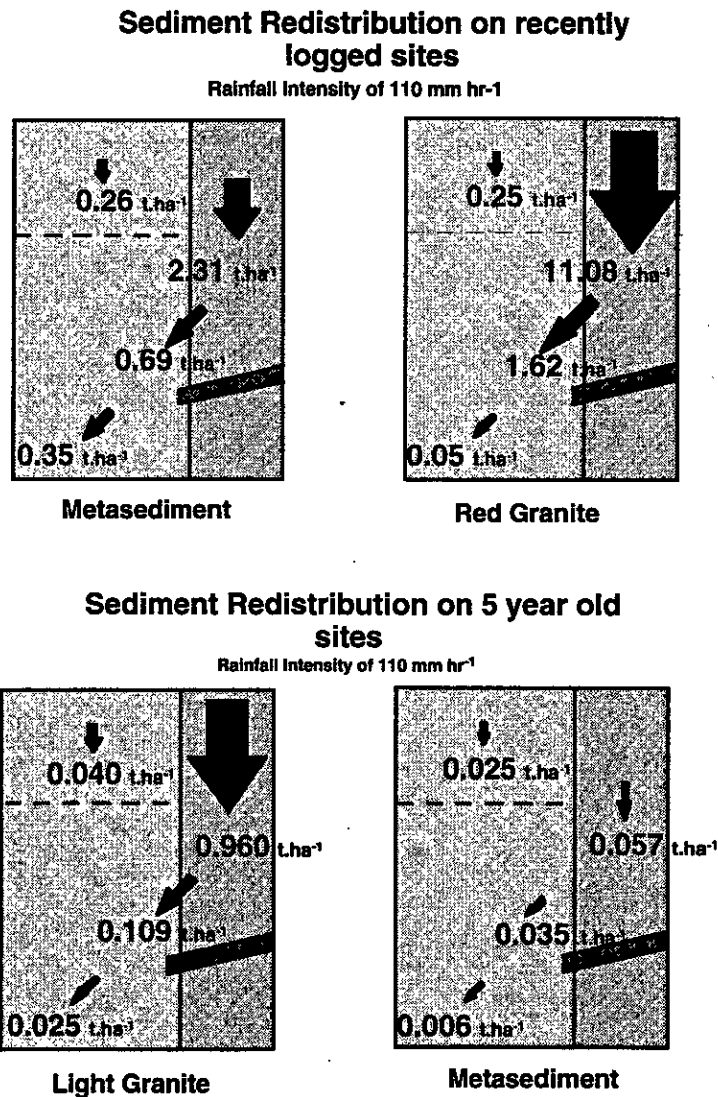 Sediment Redistribution on recently
logged sites
Rainfall Intensity of 110 mm hr-1
0.26 t.ha⁻¹
2.31 t.ha⁻¹
0.69 t.ha⁻¹
0.35 t.ha⁻¹
Metasediment
0.25 t.ha⁻¹
11.08 t.ha⁻¹
1.62 t.ha⁻¹
0.05 t.ha⁻¹
Red Granite
Sediment Redistribution on 5 year old
sites
Rainfall Intensity of 110 mm hr⁻¹
0.040 t.ha⁻¹
0.960 t.ha⁻¹
0.109 t.ha⁻¹
0.025 t.ha⁻¹
Light Granite
0.025 t.ha⁻¹
0.057 t.ha⁻¹
0.035 t.ha⁻¹
0.006 t.ha⁻¹
Metasediment